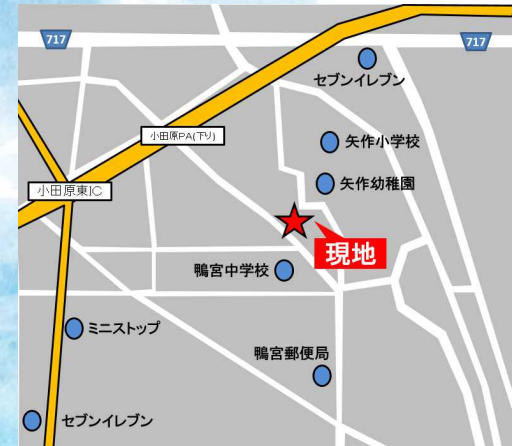 717
717
セブンイレブン
小田原PA(下り)
矢作小学校
矢作幼稚園
小田原東IC
現地
鴨宮中学校
ミニストップ
鴨宮郵便局
セブンイレブン